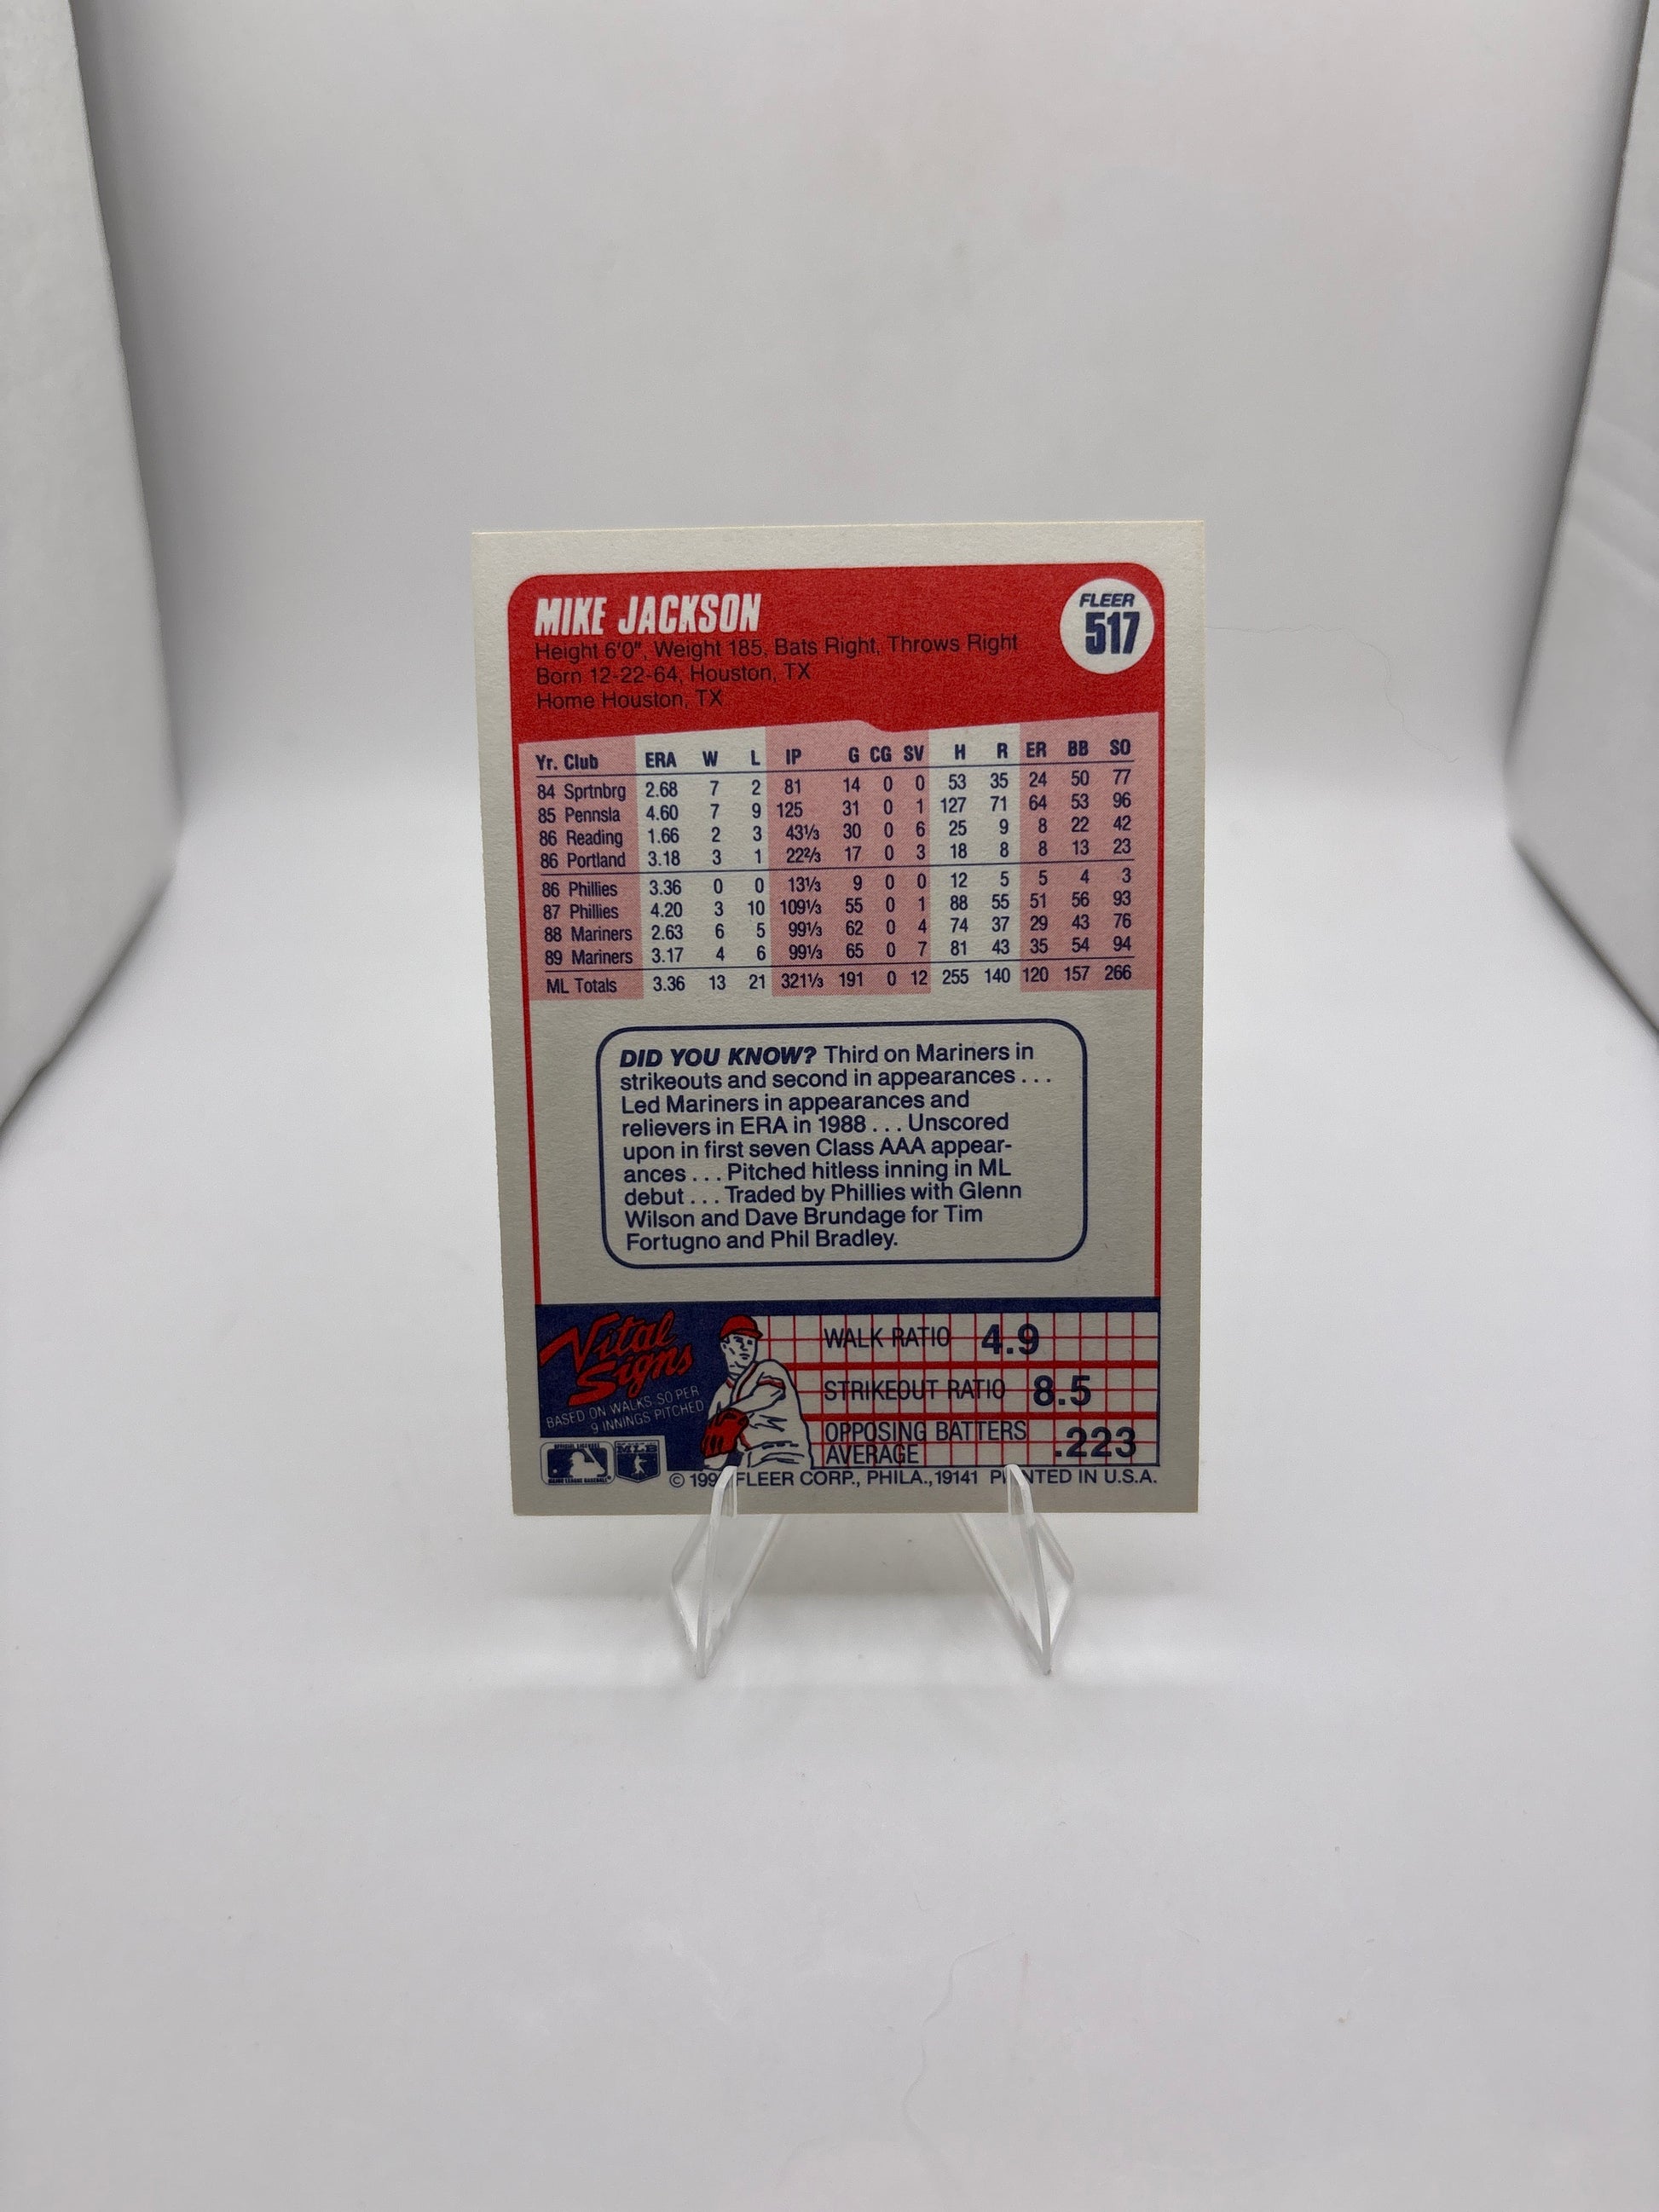 MIKE JACKSON
FLEER
517
Height 6'0", Weight 185, Bats Right, Throws Right
Born 12-22-64, Houston, TX
Home Houston, TX
Yr. Club ERA W L IP G CG SV H R ER BB SO
84 Sprtnbrg 2.68 7 2 81 14 0 0 53 35 24 50 77
85 Pennsla 4.60 7 9 125 31 0 1 127 71 64 53 96
86 Reading 1.66 2 3 43⅓ 30 0 6 25 9 8 22 42
86 Portland 3.18 3 1 22⅔ 17 0 3 18 8 8 13 23
86 Phillies 3.36 0 0 13⅓ 9 0 0 12 5 5 4 3
87 Phillies 4.20 3 10 109⅓ 55 0 1 88 55 51 56 93
88 Mariners 2.63 6 5 99⅓ 62 0 4 74 37 29 43 76
89 Mariners 3.17 4 6 99⅓ 65 0 7 81 43 35 54 94
ML Totals 3.36 13 21 321⅓ 191 0 12 255 140 120 157 266
DID YOU KNOW? Third on Mariners in
strikeouts and second in appearances . . .
Led Mariners in appearances and
relievers in ERA in 1988 . . . Unscored
upon in first seven Class AAA appear-
ances . . . Pitched hitless inning in ML
debut . . . Traded by Phillies with Glenn
Wilson and Dave Brundage for Tim
Fortugno and Phil Bradley.
Vital
Signs
BASED ON WALKS, SO PER
9 INNINGS PITCHED
WALK RATIO 4.9
STRIKEOUT RATIO 8.5
OPPOSING BATTERS
AVERAGE .223
MLB
© 199 FLEER CORP., PHILA., 19141 PRINTED IN U.S.A.